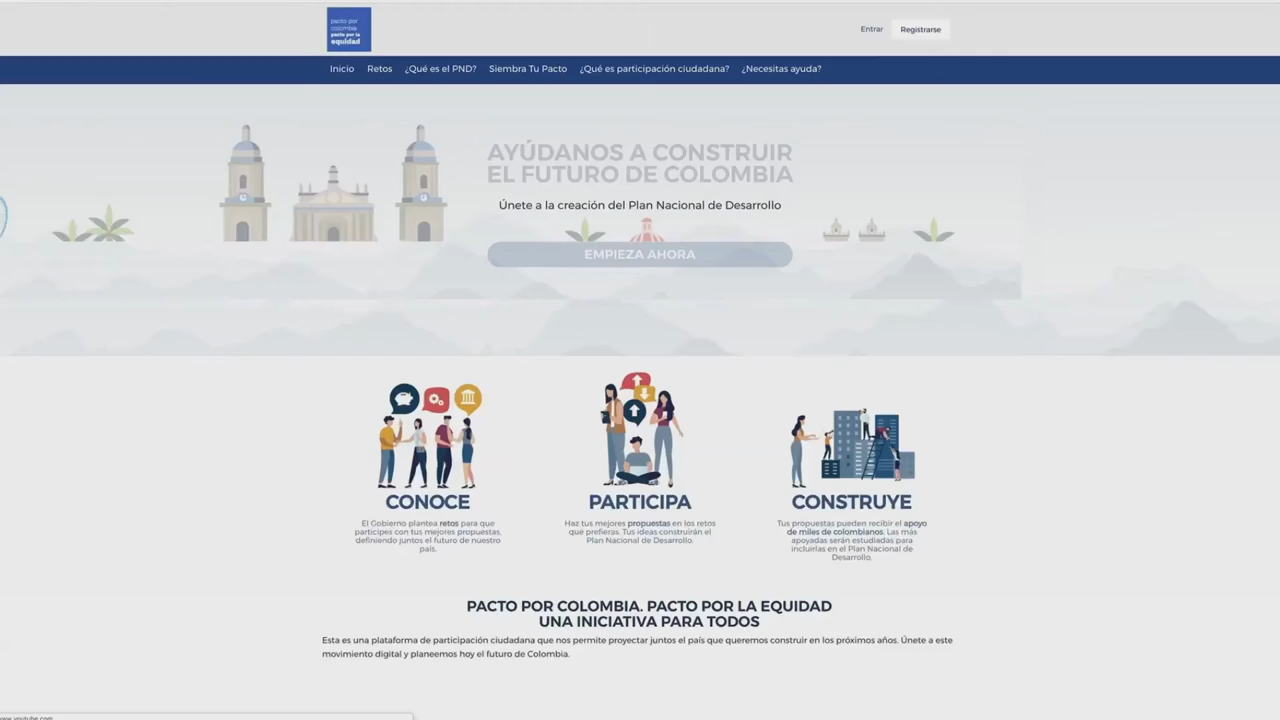 pacto por
colombia
pacto por la
equidad
Entrar
Registrarse
Inicio
Retos
¿Qué es el PND?
Siembra Tu Pacto
¿Qué es participación ciudadana?
¿Necesitas ayuda?
AYÚDANOS A CONSTRUIR
EL FUTURO DE COLOMBIA
Únete a la creación del Plan Nacional de Desarrollo
EMPIEZA AHORA
CONOCE
El Gobierno plantea retos para que
participes con tus mejores propuestas,
definiendo juntos el futuro de nuestro
país.
PARTICIPA
Haz tus mejores propuestas en los retos
que prefieras. Tus ideas construirán el
Plan Nacional de Desarrollo.
CONSTRUYE
Tus propuestas pueden recibir el apoyo
de miles de colombianos. Las más
apoyadas serán estudiadas para
incluirlas en el Plan Nacional de
Desarrollo.
PACTO POR COLOMBIA. PACTO POR LA EQUIDAD
UNA INICIATIVA PARA TODOS
Esta es una plataforma de participación ciudadana que nos permite proyectar juntos el país que queremos construir en los próximos años. Únete a este
movimiento digital y planeemos hoy el futuro de Colombia.